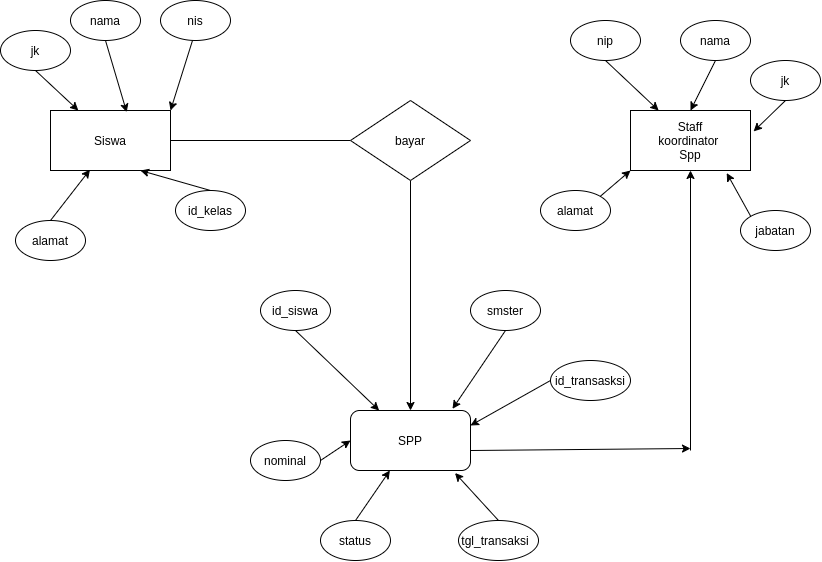 nama
nis
jk
Siswa
bayar
alamat
id_kelas
nip
nama
jk
Staff
koordinator
Spp
alamat
jabatan
id_siswa
smster
id_transasksi
SPP
nominal
status
tgl_transaksi